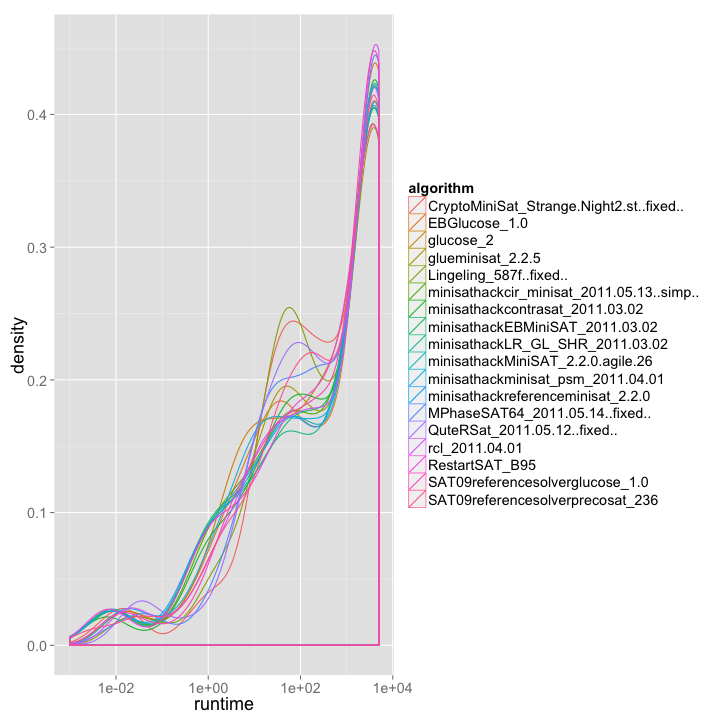 density
0.4
0.3
0.2
0.1
0.0
1e-02 1e+00 1e+02 1e+04
runtime
algorithm
CryptoMiniSat_Strange.Night2.st..fixed..
EBGlucose_1.0
glucose_2
glueminisat_2.2.5
Lingeling_587f..fixed..
minisathackcir_minisat_2011.05.13..simp..
minisathackcontrasat_2011.03.02
minisathackEBMiniSAT_2011.03.02
minisathackLR_GL_SHR_2011.03.02
minisathackMiniSAT_2.2.0.agile.26
minisathackminisat_psm_2011.04.01
minisathackreferenceminisat_2.2.0
MPhaseSAT64_2011.05.14..fixed..
QuteRSat_2011.05.12..fixed..
rcl_2011.04.01
RestartSAT_B95
SAT09referencesolverglucose_1.0
SAT09referencesolverprecosat_236